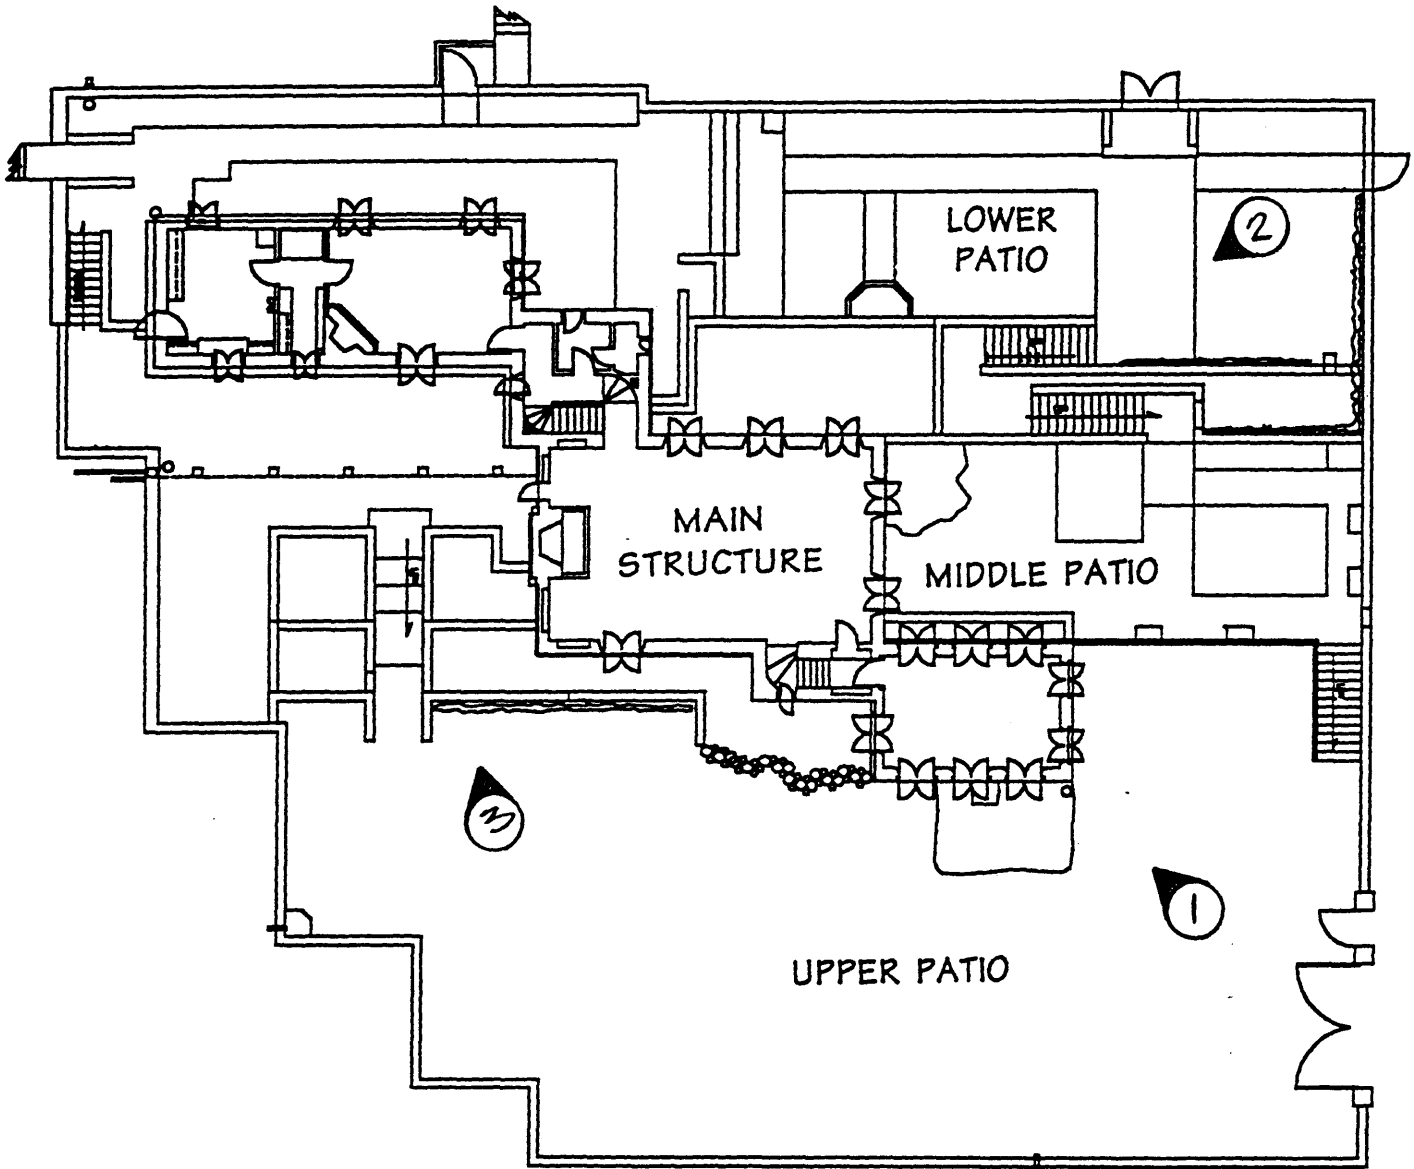 LOWER
PATIO
2
MAIN
STRUCTURE
MIDDLE PATIO
3
1
UPPER PATIO